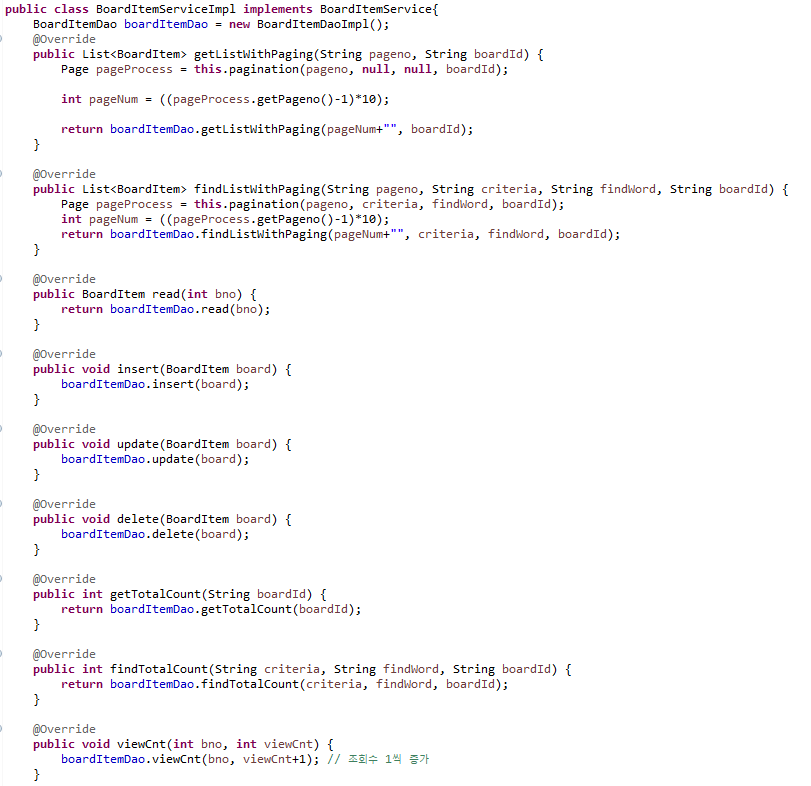 public class BoardItemServiceImpl implements BoardItemService{
    BoardItemDao boardItemDao = new BoardItemDaoImpl();
    @Override
    public List<BoardItem> getListWithPaging(String pageno, String boardId) {
        Page pageProcess = this.pagination(pageno, null, null, boardId);

        int pageNum = ((pageProcess.getPageno()-1)*10);

        return boardItemDao.getListWithPaging(pageNum+"", boardId);
    }

    @Override
    public List<BoardItem> findListWithPaging(String pageno, String criteria, String findWord, String boardId) {
        Page pageProcess = this.pagination(pageno, criteria, findWord, boardId);
        int pageNum = ((pageProcess.getPageno()-1)*10);
        return boardItemDao.findListWithPaging(pageNum+"", criteria, findWord, boardId);
    }

    @Override
    public BoardItem read(int bno) {
        return boardItemDao.read(bno);
    }

    @Override
    public void insert(BoardItem board) {
        boardItemDao.insert(board);
    }

    @Override
    public void update(BoardItem board) {
        boardItemDao.update(board);
    }

    @Override
    public void delete(BoardItem board) {
        boardItemDao.delete(board);
    }

    @Override
    public int getTotalCount(String boardId) {
        return boardItemDao.getTotalCount(boardId);
    }

    @Override
    public int findTotalCount(String criteria, String findWord, String boardId) {
        return boardItemDao.findTotalCount(criteria, findWord, boardId);
    }

    @Override
    public void viewCnt(int bno, int viewCnt) {
        boardItemDao.viewCnt(bno, viewCnt+1); // 조회수 1씩 증가
    }